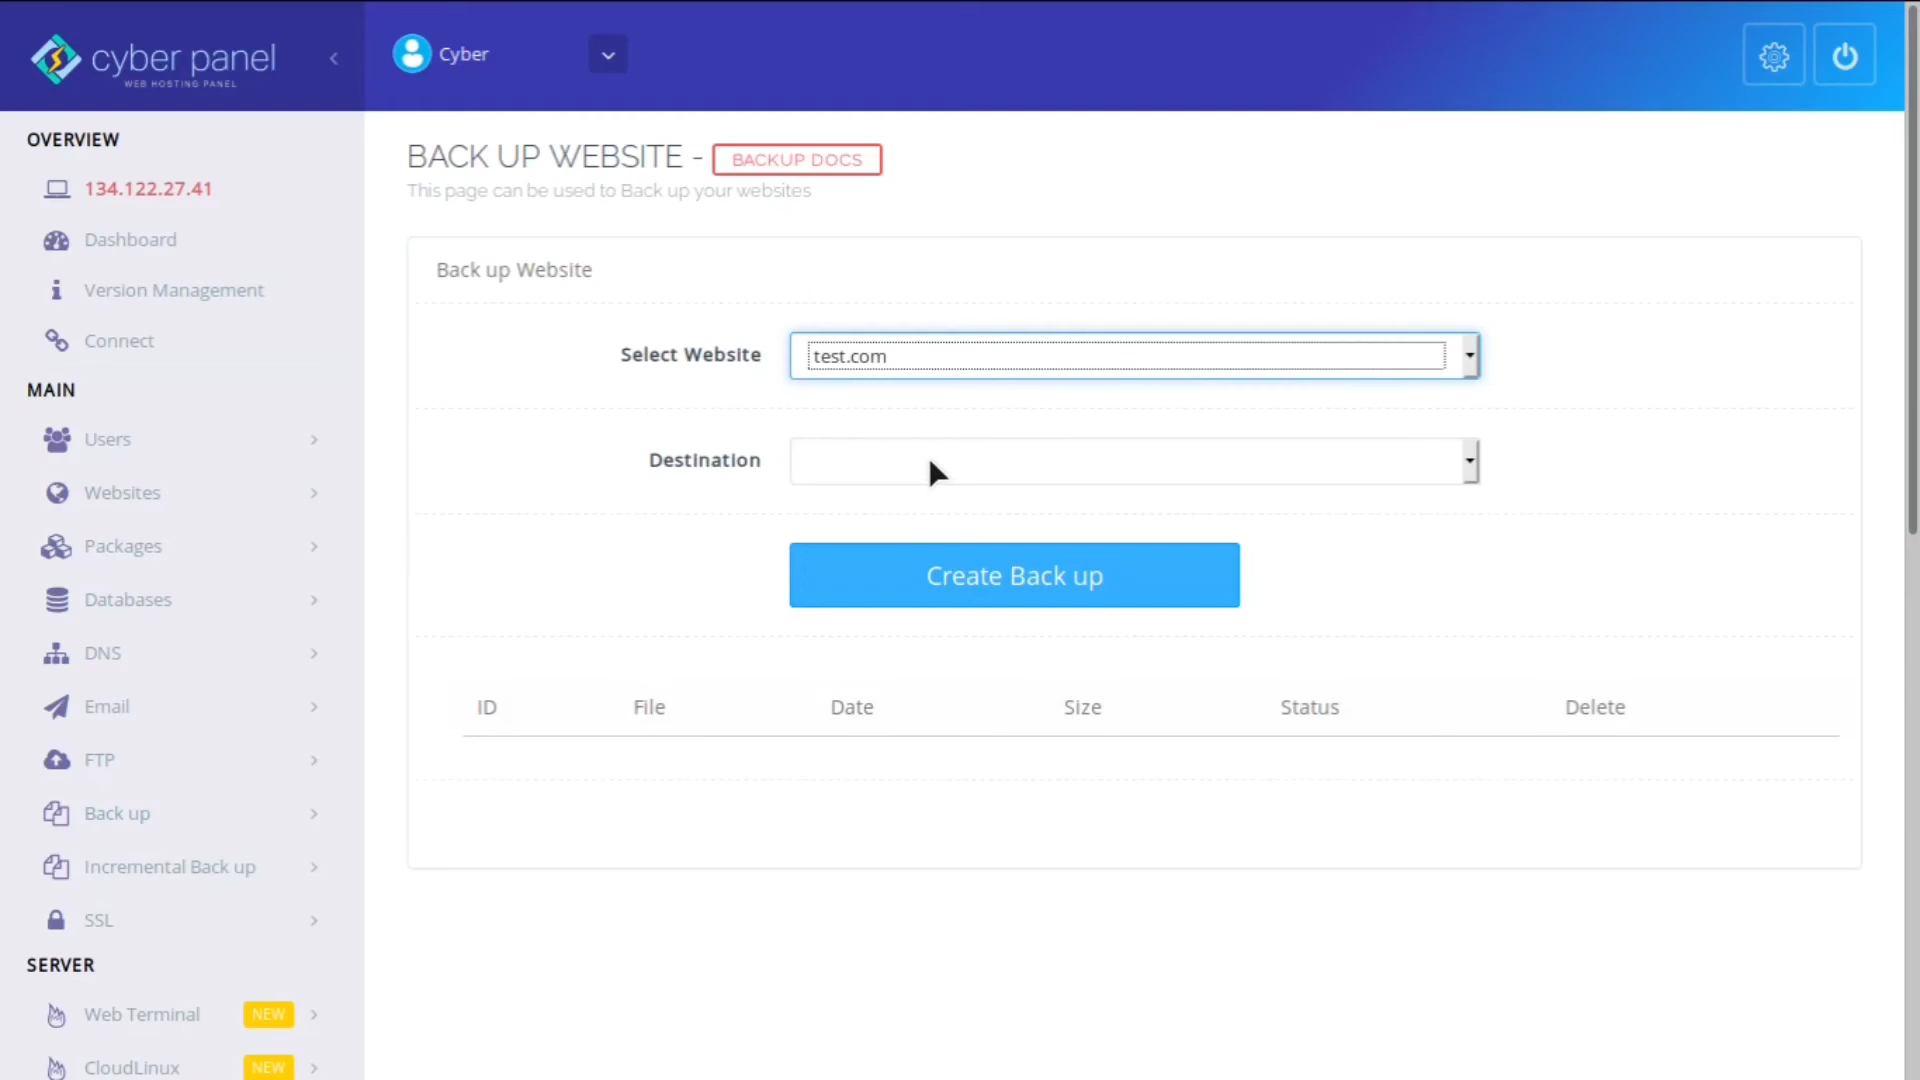 cyber panel
WEB HOSTING PANEL
Cyber
OVERVIEW
134.122.27.41
Dashboard
Version Management
Connect
MAIN
Users
Websites
Packages
Databases
DNS
Email
FTP
Back up
Incremental Back up
SSL
SERVER
Web Terminal NEW
CloudLinux NEW
BACK UP WEBSITE - BACKUP DOCS
This page can be used to Back up your websites
Back up Website
Select Website test.com
Destination
Create Back up
ID File Date Size Status Delete